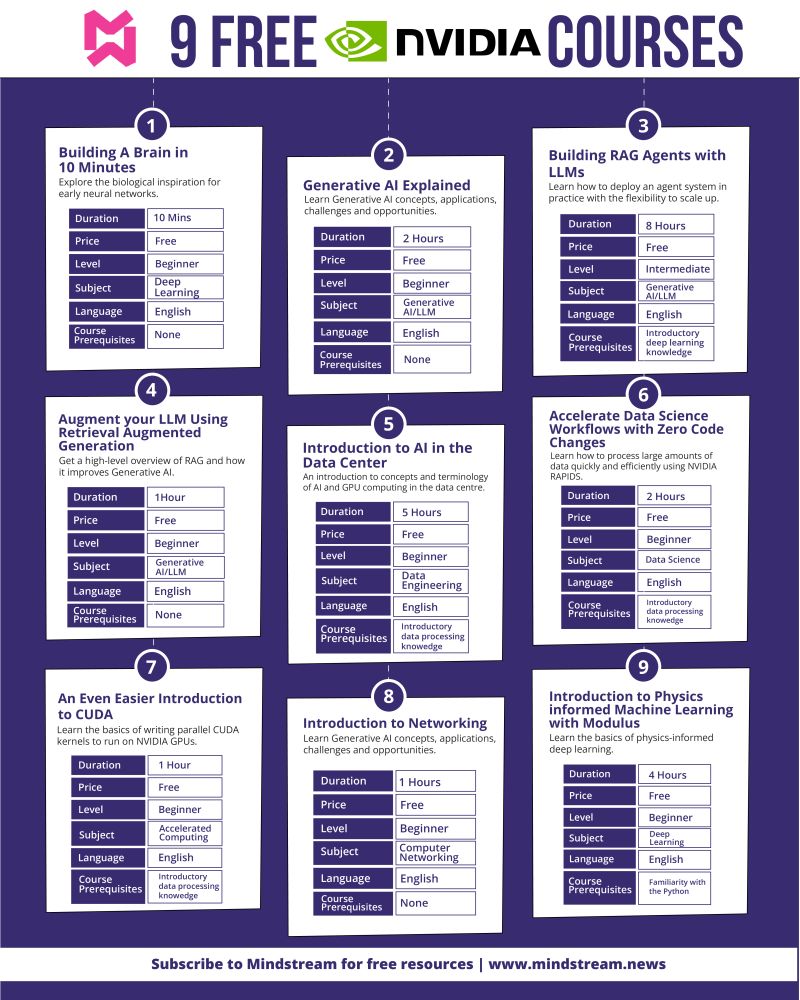 9 FREE NVIDIA COURSES
1
Building A Brain in
10 Minutes
Explore the biological inspiration for
early neural networks.
Duration 10 Mins
Price Free
Level Beginner
Subject Deep
Learning
Language English
Course
Prerequisites None
2
Generative AI Explained
Learn Generative AI concepts, applications,
challenges and opportunities.
Duration 2 Hours
Price Free
Level Beginner
Subject Generative
AI/LLM
Language English
Course
Prerequisites None
3
Building RAG Agents with
LLMs
Learn how to deploy an agent system in
practice with the flexibility to scale up.
Duration 8 Hours
Price Free
Level Intermediate
Subject Generative
AI/LLM
Language English
Course
Prerequisites Introductory
deep learning
knowledge
4
Augment your LLM Using
Retrieval Augmented
Generation
Get a high-level overview of RAG and how
it improves Generative AI.
Duration 1Hour
Price Free
Level Beginner
Subject Generative
AI/LLM
Language English
Course
Prerequisites None
5
Introduction to AI in the
Data Center
An introduction to concepts and terminology
of AI and GPU computing in the data centre.
Duration 5 Hours
Price Free
Level Beginner
Subject Data
Engineering
Language English
Course
Prerequisites Introductory
data processing
knowedge
6
Accelerate Data Science
Workflows with Zero Code
Changes
Learn how to process large amounts of
data quickly and efficiently using NVIDIA
RAPIDS.
Duration 2 Hours
Price Free
Level Beginner
Subject Data Science
Language English
Course
Prerequisites Introductory
data processing
knowedge
7
An Even Easier Introduction
to CUDA
Learn the basics of writing parallel CUDA
kernels to run on NVIDIA GPUs.
Duration 1 Hour
Price Free
Level Beginner
Subject Accelerated
Computing
Language English
Course
Prerequisites Introductory
data processing
knowedge
8
Introduction to Networking
Learn Generative AI concepts, applications,
challenges and opportunities.
Duration 1 Hours
Price Free
Level Beginner
Subject Computer
Networking
Language English
Course
Prerequisites None
9
Introduction to Physics
informed Machine Learning
with Modulus
Learn the basics of physics-informed
deep learning.
Duration 4 Hours
Price Free
Level Beginner
Subject Deep
Learning
Language English
Course
Prerequisites Familiarity with
the Python
Subscribe to Mindstream for free resources | www.mindstream.news